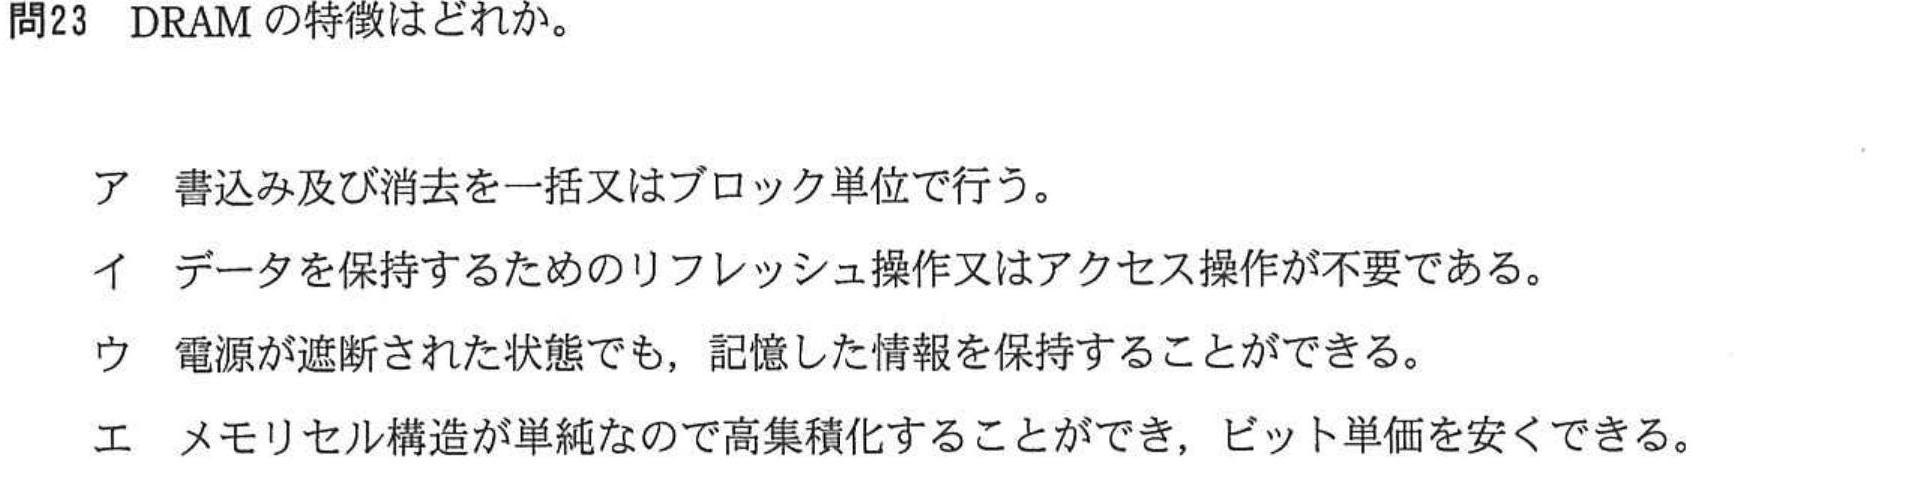 問23 DRAM の特徴はどれか。
ア 書込み及び消去を一括又はブロック単位で行う。
イ データを保持するためのリフレッシュ操作又はアクセス操作が不要である。
ウ 電源が遮断された状態でも，記憶した情報を保持することができる。
エ メモリセル構造が単純なので高集積化することができ，ビット単価を安くできる。